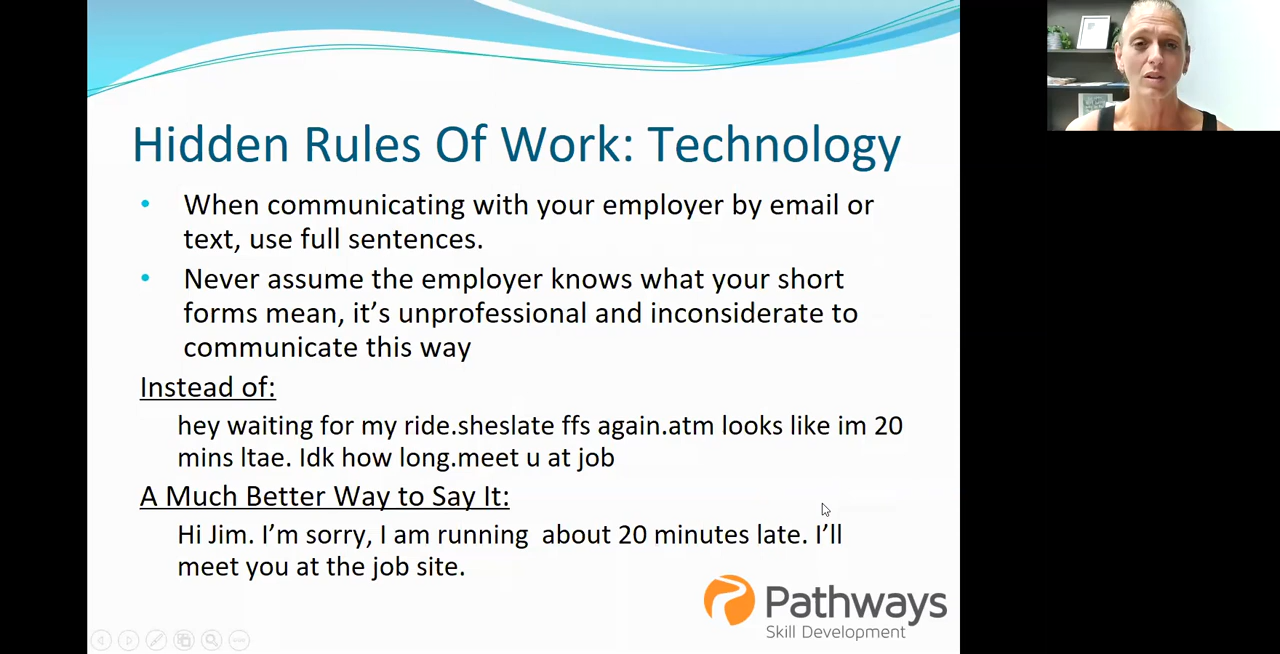 Hidden Rules Of Work: Technology
• When communicating with your employer by email or
text, use full sentences.
• Never assume the employer knows what your short
forms mean, it’s unprofessional and inconsiderate to
communicate this way
Instead of:
hey waiting for my ride.sheslate ffs again.atm looks like im 20
mins ltae. Idk how long.meet u at job
A Much Better Way to Say It:
Hi Jim. I’m sorry, I am running  about 20 minutes late. I’ll
meet you at the job site.
Pathways
Skill Development